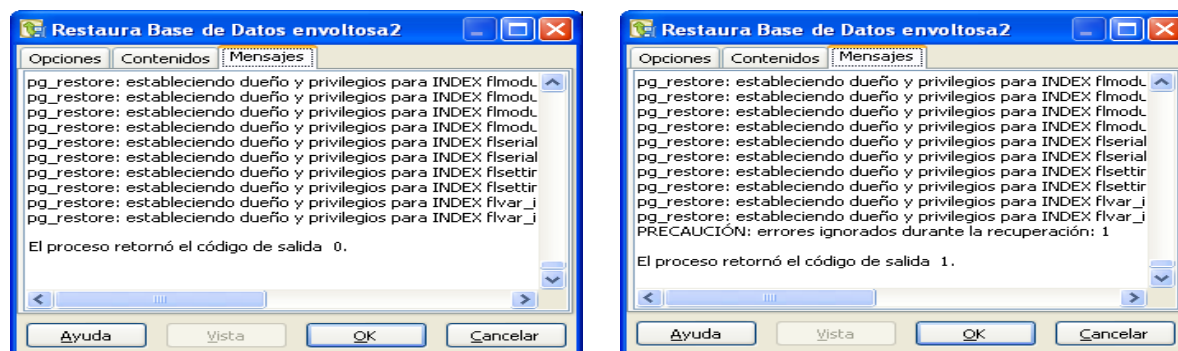 Restaura Base de Datos envoltosa2
Opciones Contenidos Mensajes
pg_restore: estableciendo dueño y privilegios para INDEX flmodu
pg_restore: estableciendo dueño y privilegios para INDEX flmodu
pg_restore: estableciendo dueño y privilegios para INDEX flmodu
pg_restore: estableciendo dueño y privilegios para INDEX flmodu
pg_restore: estableciendo dueño y privilegios para INDEX flserial
pg_restore: estableciendo dueño y privilegios para INDEX flserial
pg_restore: estableciendo dueño y privilegios para INDEX flsettir
pg_restore: estableciendo dueño y privilegios para INDEX flsettir
pg_restore: estableciendo dueño y privilegios para INDEX flvar_i
pg_restore: estableciendo dueño y privilegios para INDEX flvar_i
El proceso retornó el código de salida 0.
Ayuda Vista OK Cancelar
Restaura Base de Datos envoltosa2
Opciones Contenidos Mensajes
pg_restore: estableciendo dueño y privilegios para INDEX flmodu
pg_restore: estableciendo dueño y privilegios para INDEX flmodu
pg_restore: estableciendo dueño y privilegios para INDEX flmodu
pg_restore: estableciendo dueño y privilegios para INDEX flmodu
pg_restore: estableciendo dueño y privilegios para INDEX flserial
pg_restore: estableciendo dueño y privilegios para INDEX flserial
pg_restore: estableciendo dueño y privilegios para INDEX flsettir
pg_restore: estableciendo dueño y privilegios para INDEX flsettir
pg_restore: estableciendo dueño y privilegios para INDEX flvar_i
pg_restore: estableciendo dueño y privilegios para INDEX flvar_i
PRECAUCIÓN: errores ignorados durante la recuperación: 1
El proceso retornó el código de salida 1.
Ayuda Vista OK Cancelar